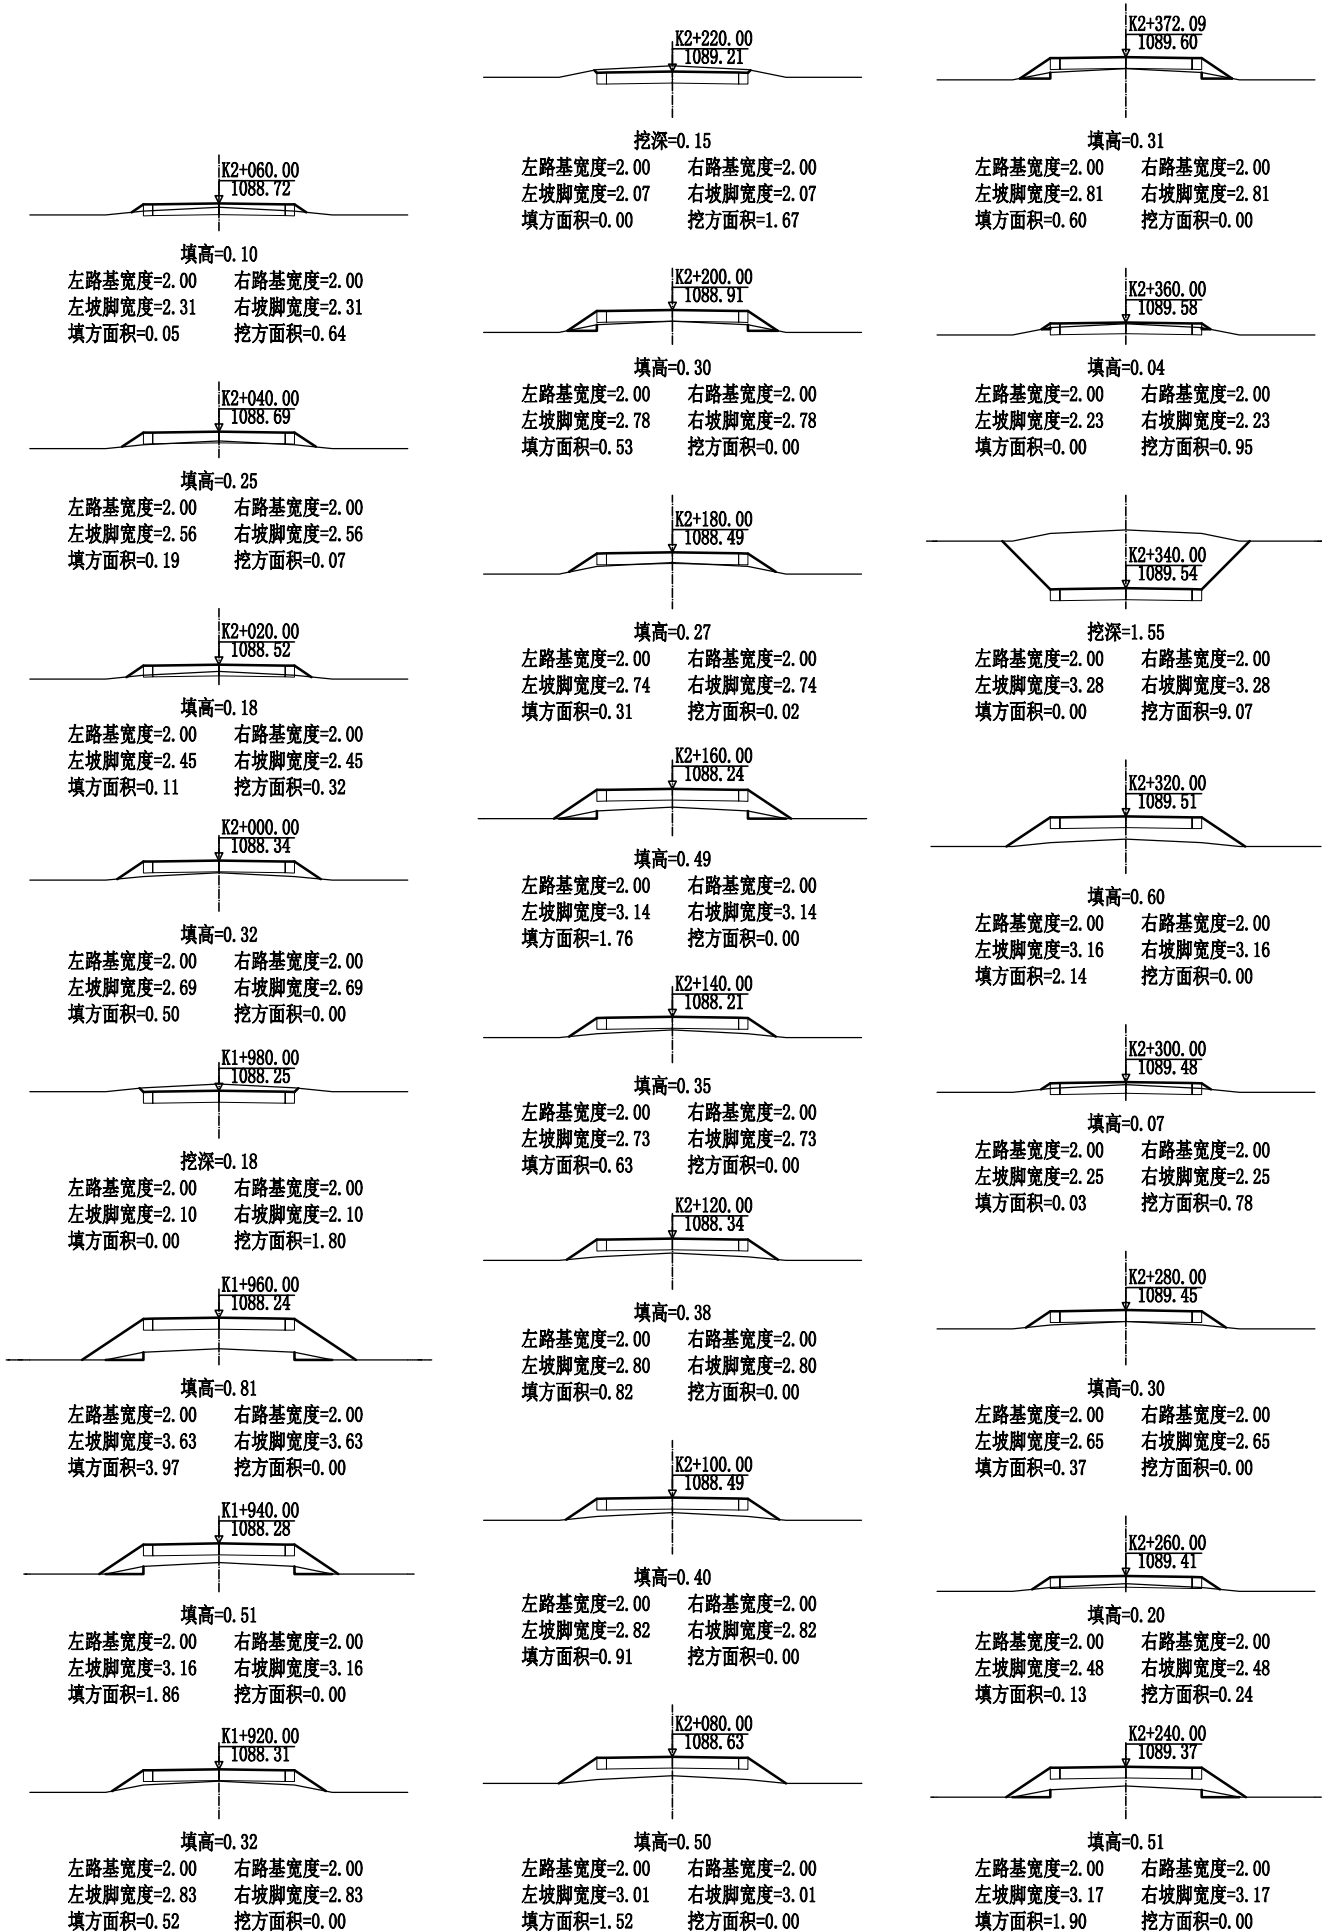 K2+060.00
1088.72
填高=0.10
左路基宽度=2.00 右路基宽度=2.00
左坡脚宽度=2.31 右坡脚宽度=2.31
填方面积=0.05 挖方面积=0.64
K2+040.00
1088.69
填高=0.25
左路基宽度=2.00 右路基宽度=2.00
左坡脚宽度=2.56 右坡脚宽度=2.56
填方面积=0.19 挖方面积=0.07
K2+020.00
1088.52
填高=0.18
左路基宽度=2.00 右路基宽度=2.00
左坡脚宽度=2.45 右坡脚宽度=2.45
填方面积=0.11 挖方面积=0.32
K2+000.00
1088.34
填高=0.32
左路基宽度=2.00 右路基宽度=2.00
左坡脚宽度=2.69 右坡脚宽度=2.69
填方面积=0.50 挖方面积=0.00
K1+980.00
1088.25
挖深=0.18
左路基宽度=2.00 右路基宽度=2.00
左坡脚宽度=2.10 右坡脚宽度=2.10
填方面积=0.00 挖方面积=1.80
K1+960.00
1088.24
填高=0.81
左路基宽度=2.00 右路基宽度=2.00
左坡脚宽度=3.63 右坡脚宽度=3.63
填方面积=3.97 挖方面积=0.00
K1+940.00
1088.28
填高=0.51
左路基宽度=2.00 右路基宽度=2.00
左坡脚宽度=3.16 右坡脚宽度=3.16
填方面积=1.86 挖方面积=0.00
K1+920.00
1088.31
填高=0.32
左路基宽度=2.00 右路基宽度=2.00
左坡脚宽度=2.83 右坡脚宽度=2.83
填方面积=0.52 挖方面积=0.00
K2+220.00
1089.21
挖深=0.15
左路基宽度=2.00 右路基宽度=2.00
左坡脚宽度=2.07 右坡脚宽度=2.07
填方面积=0.00 挖方面积=1.67
K2+200.00
1088.91
填高=0.30
左路基宽度=2.00 右路基宽度=2.00
左坡脚宽度=2.78 右坡脚宽度=2.78
填方面积=0.53 挖方面积=0.00
K2+180.00
1088.49
填高=0.27
左路基宽度=2.00 右路基宽度=2.00
左坡脚宽度=2.74 右坡脚宽度=2.74
填方面积=0.31 挖方面积=0.02
K2+160.00
1088.24
填高=0.49
左路基宽度=2.00 右路基宽度=2.00
左坡脚宽度=3.14 右坡脚宽度=3.14
填方面积=1.76 挖方面积=0.00
K2+140.00
1088.21
填高=0.35
左路基宽度=2.00 右路基宽度=2.00
左坡脚宽度=2.73 右坡脚宽度=2.73
填方面积=0.63 挖方面积=0.00
K2+120.00
1088.34
填高=0.38
左路基宽度=2.00 右路基宽度=2.00
左坡脚宽度=2.80 右坡脚宽度=2.80
填方面积=0.82 挖方面积=0.00
K2+100.00
1088.49
填高=0.40
左路基宽度=2.00 右路基宽度=2.00
左坡脚宽度=2.82 右坡脚宽度=2.82
填方面积=0.91 挖方面积=0.00
K2+080.00
1088.63
填高=0.50
左路基宽度=2.00 右路基宽度=2.00
左坡脚宽度=3.01 右坡脚宽度=3.01
填方面积=1.52 挖方面积=0.00
K2+372.09
1089.60
填高=0.31
左路基宽度=2.00 右路基宽度=2.00
左坡脚宽度=2.81 右坡脚宽度=2.81
填方面积=0.60 挖方面积=0.00
K2+360.00
1089.58
填高=0.04
左路基宽度=2.00 右路基宽度=2.00
左坡脚宽度=2.23 右坡脚宽度=2.23
填方面积=0.00 挖方面积=0.95
K2+340.00
1089.54
挖深=1.55
左路基宽度=2.00 右路基宽度=2.00
左坡脚宽度=3.28 右坡脚宽度=3.28
填方面积=0.00 挖方面积=9.07
K2+320.00
1089.51
填高=0.60
左路基宽度=2.00 右路基宽度=2.00
左坡脚宽度=3.16 右坡脚宽度=3.16
填方面积=2.14 挖方面积=0.00
K2+300.00
1089.48
填高=0.07
左路基宽度=2.00 右路基宽度=2.00
左坡脚宽度=2.25 右坡脚宽度=2.25
填方面积=0.03 挖方面积=0.78
K2+280.00
1089.45
填高=0.30
左路基宽度=2.00 右路基宽度=2.00
左坡脚宽度=2.65 右坡脚宽度=2.65
填方面积=0.37 挖方面积=0.00
K2+260.00
1089.41
填高=0.20
左路基宽度=2.00 右路基宽度=2.00
左坡脚宽度=2.48 右坡脚宽度=2.48
填方面积=0.13 挖方面积=0.24
K2+240.00
1089.37
填高=0.51
左路基宽度=2.00 右路基宽度=2.00
左坡脚宽度=3.17 右坡脚宽度=3.17
填方面积=1.90 挖方面积=0.00